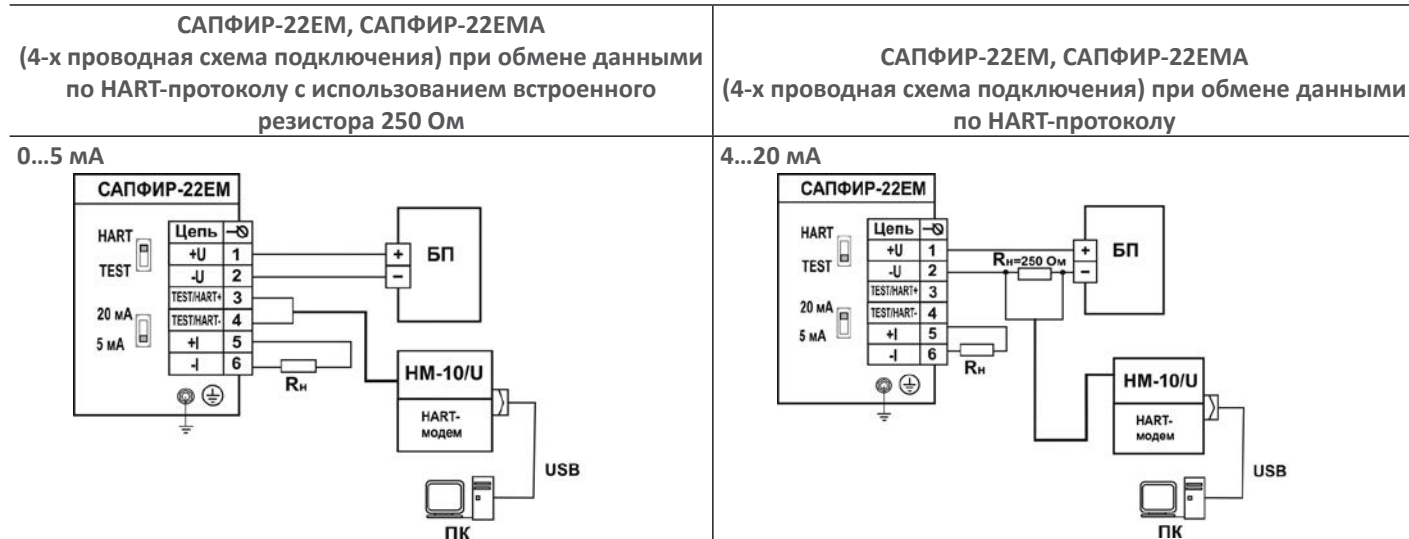 САПФИР-22ЕМ, САПФИР-22ЕМА
(4-х проводная схема подключения) при обмене данными
по HART-протоколу с использованием встроенного
резистора 250 Ом
САПФИР-22ЕМ, САПФИР-22ЕМА
(4-х проводная схема подключения) при обмене данными
по HART-протоколу
0…5 мА
САПФИР-22ЕМ
HART
TEST
20 мА
5 мА
Цепь
+U 1
-U 2
TEST/HART+ 3
TEST/HART- 4
+I 5
-I 6
Rн
+
−
БП
HM-10/U
HART-
модем
USB
ПК
4…20 мА
САПФИР-22ЕМ
HART
TEST
20 мА
5 мА
Цепь
+U 1
-U 2
TEST/HART+ 3
TEST/HART- 4
+I 5
-I 6
Rн
Rн=250 Ом
+
−
БП
HM-10/U
HART-
модем
USB
ПК